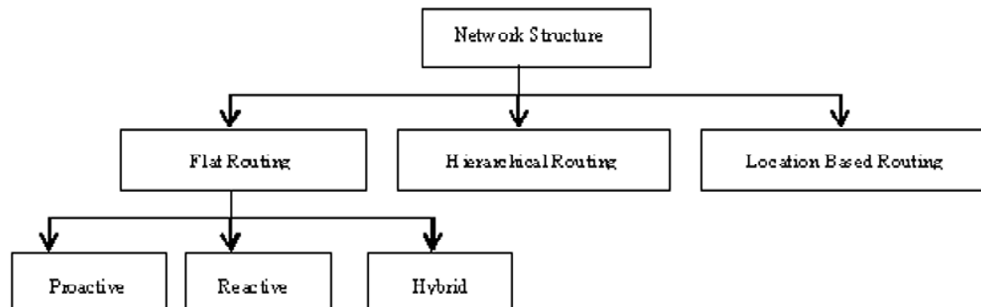 Network Structure
Flat Routing
Hierarchical Routing
Location Based Routing
Proactive
Reactive
Hybrid